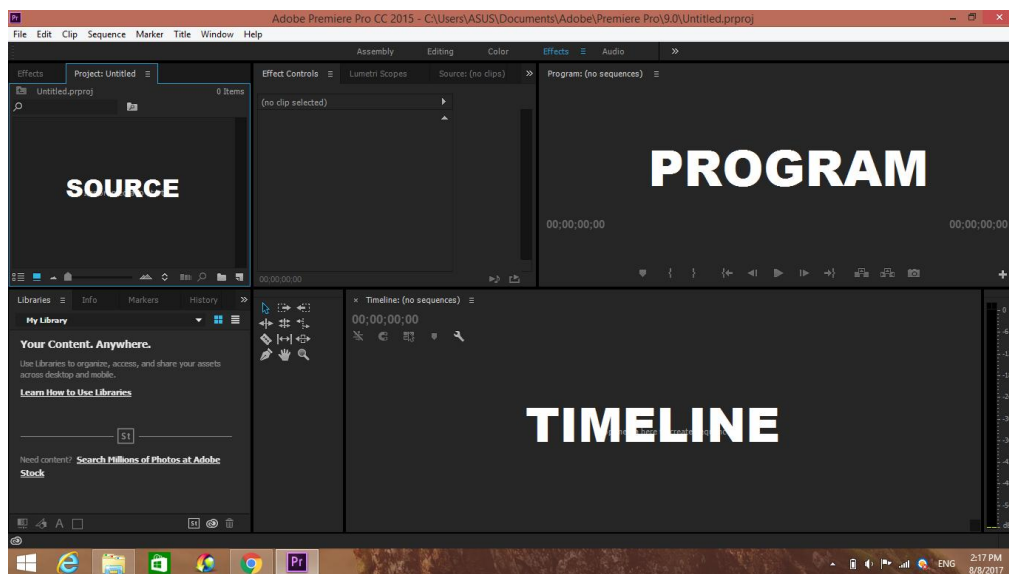 Pr Adobe Premiere Pro CC 2015 - C:\Users\ASUS\Documents\Adobe\Premiere Pro\9.0\Untitled.prproj
File Edit Clip Sequence Marker Title Window Help
Assembly Editing Color Effects Audio
Effects Project: Untitled
Untitled.prproj 0 Items
SOURCE
Effect Controls Lumetri Scopes Source: (no clips)
(no clip selected)
00;00;00;00
Program: (no sequences)
PROGRAM
00;00;00;00 00;00;00;00
Libraries Info Markers History
My Library
Your Content. Anywhere.
Use Libraries to organize, access, and share your assets
across desktop and mobile.
Learn How to Use Libraries
St
Need content? Search Millions of Photos at Adobe
Stock
A St
× Timeline: (no sequences)
00;00;00;00
TIMELINE
0
Pr ENG 2:17 PM
8/8/2017